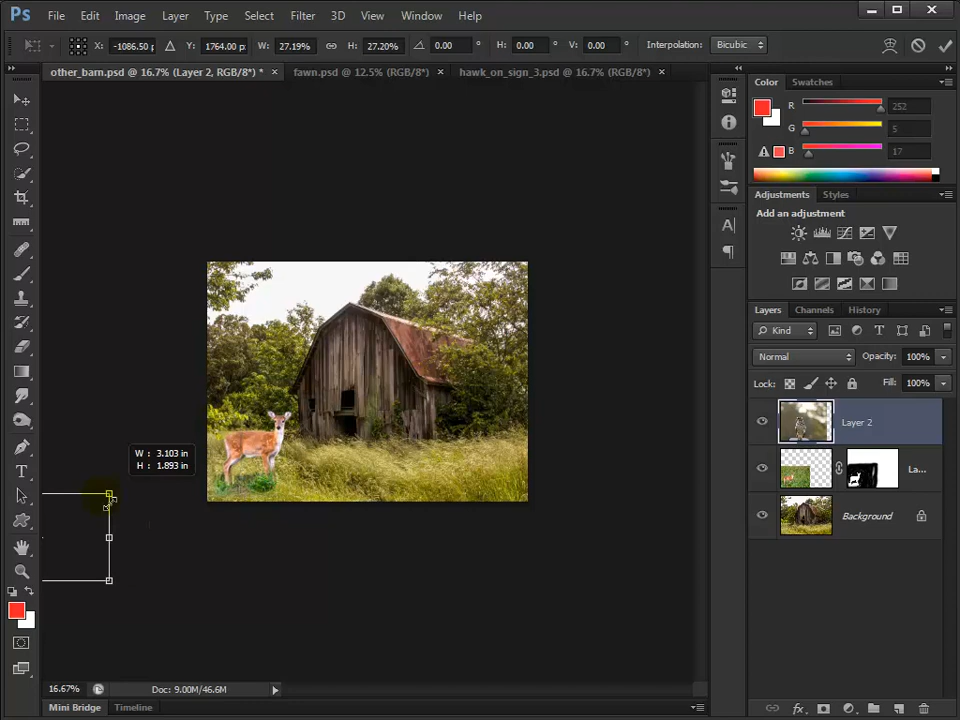 Ps File Edit Image Layer Type Select Filter 3D View Window Help
X: -1086.50 p: Y: 1764.00 p: W: 27.19% H: 27.20% 0.00 ° H: 0.00 ° V: 0.00 ° Interpolation: Bicubic
other_barn.psd @ 16.7% (Layer 2, RGB/8*) * × fawn.psd @ 12.5% (RGB/8*) × hawk_on_sign_3.psd @ 16.7% (RGB/8*) ×
Color Swatches
R 252
G 5
B 17
Adjustments Styles
Add an adjustment
Layers Channels History
Kind T
Normal Opacity: 100%
Lock: Fill: 100%
Layer 2
La...
Background
W : 3.103 in
H : 1.893 in
16.67% Doc: 9.00M/46.6M
Mini Bridge Timeline